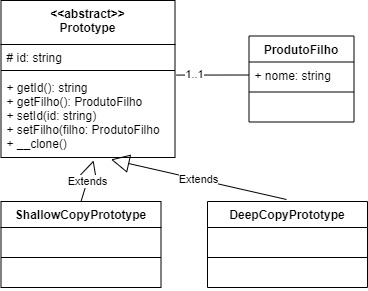 <<abstract>>
Prototype
# id: string
+ getId(): string
+ getFilho(): ProdutoFilho
+ setId(id: string)
+ setFilho(filho: ProdutoFilho
+ __clone()
1..1
ProdutoFilho
+ nome: string
Extends
Extends
ShallowCopyPrototype
DeepCopyPrototype